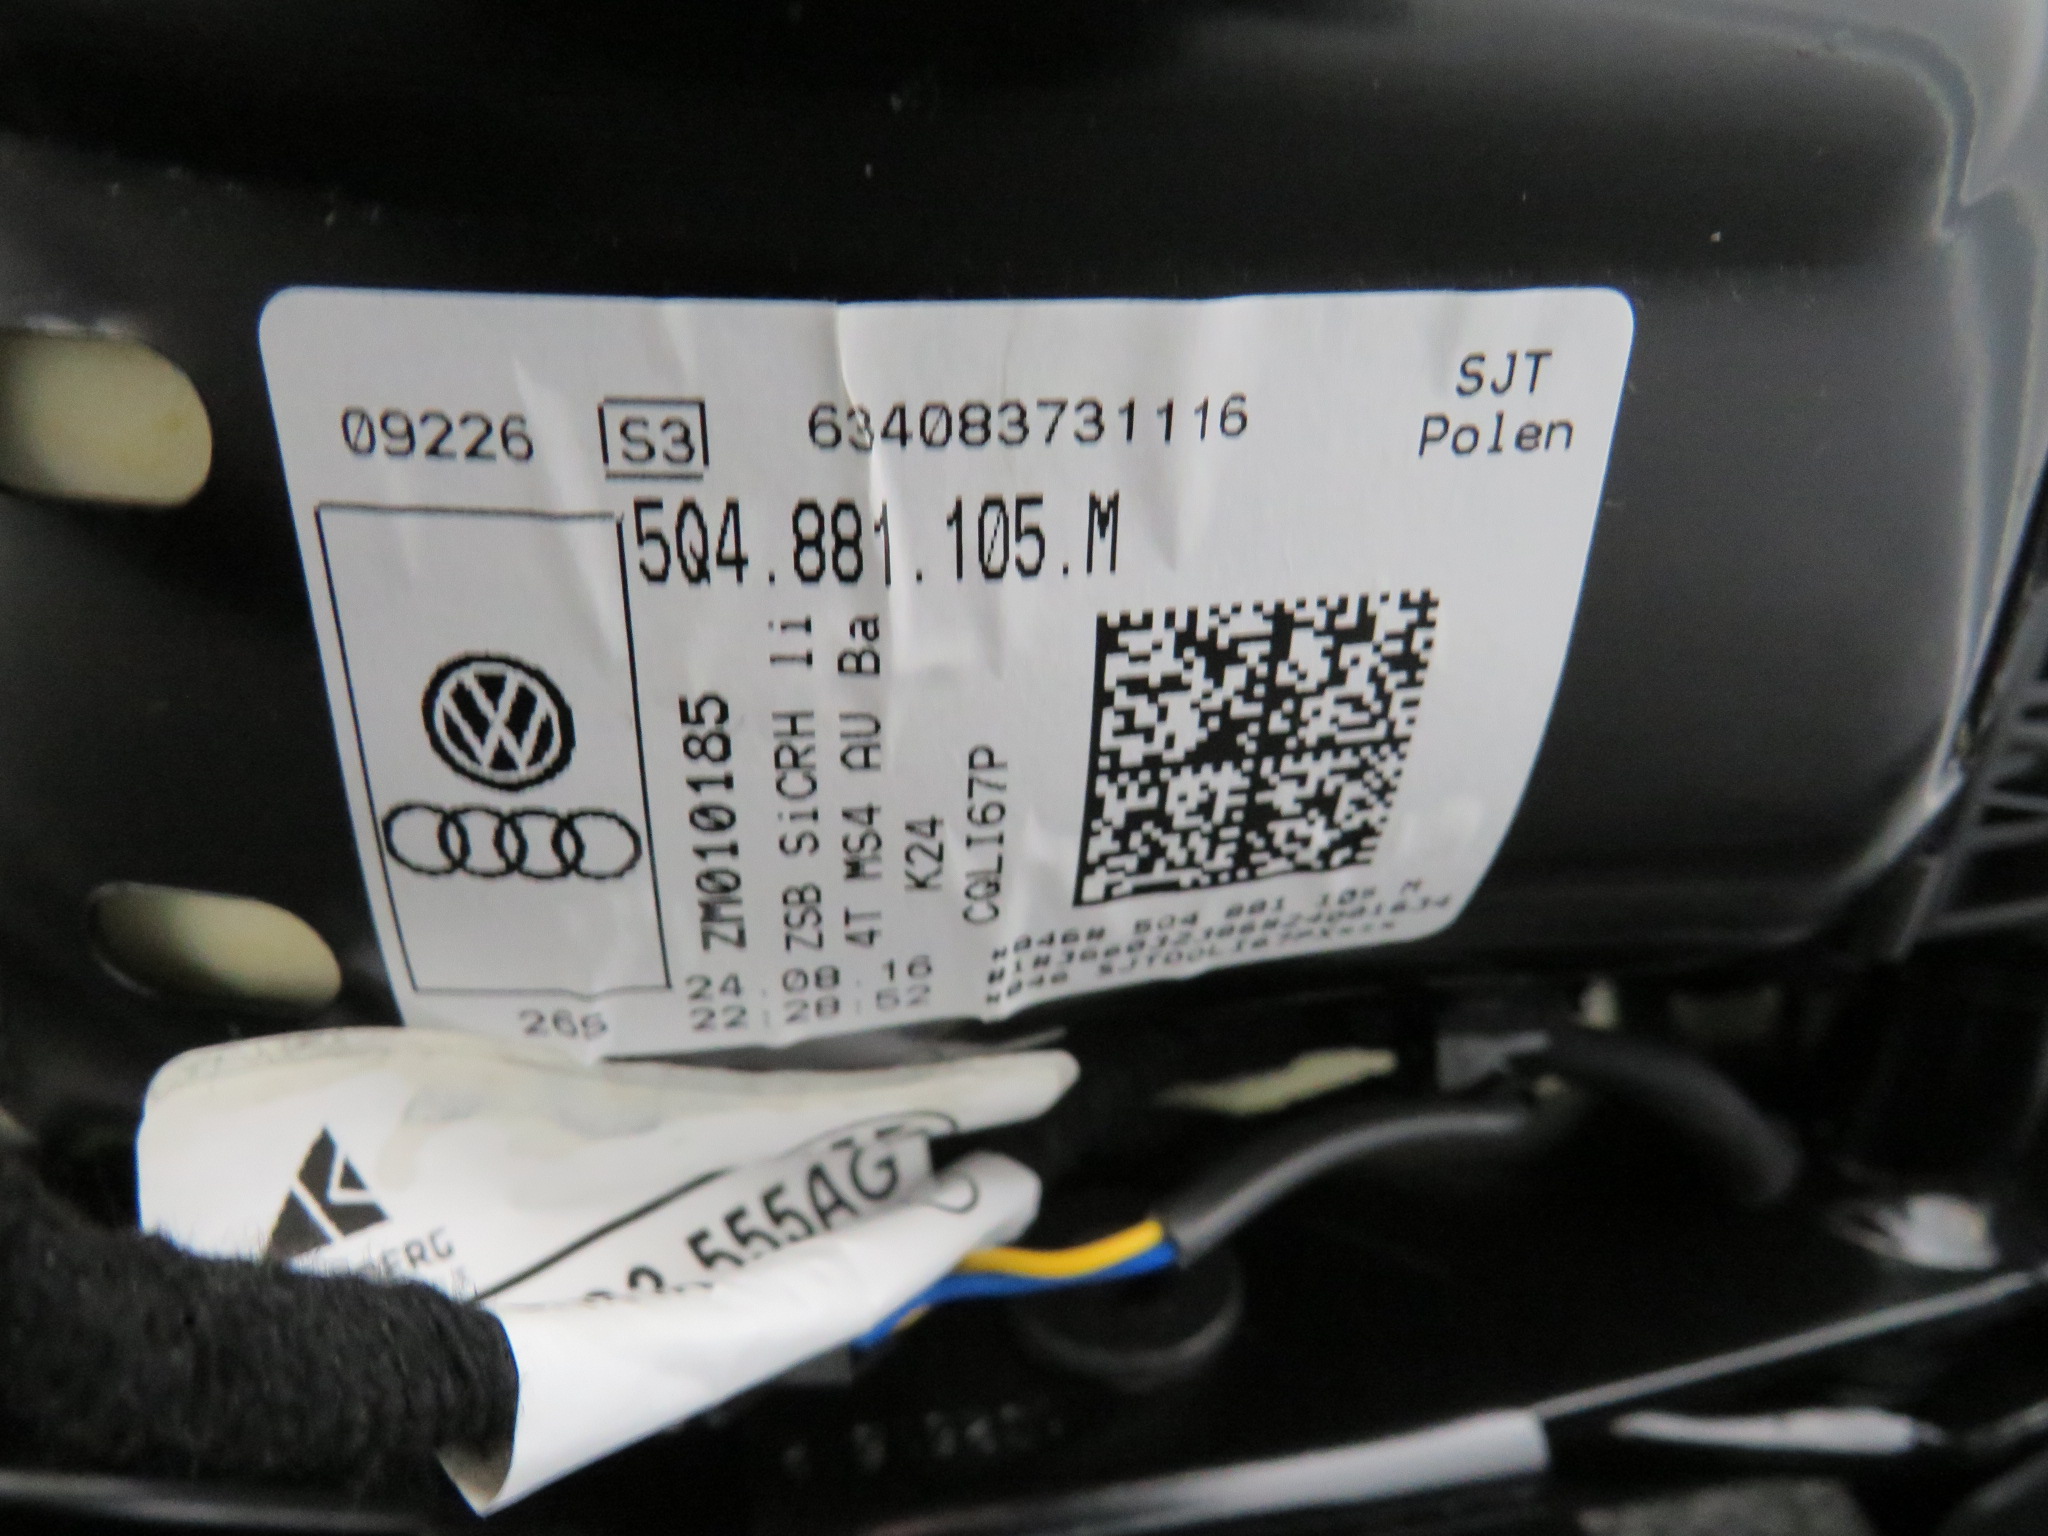 SJT
Polen
09226 S3 634083731116
5Q4.881.105.M
ZM010185
ZSB SiCRH li
4T MS4 AU Ba
K24
CQLI67P
24.08.16
22:28:52
26s
555AG